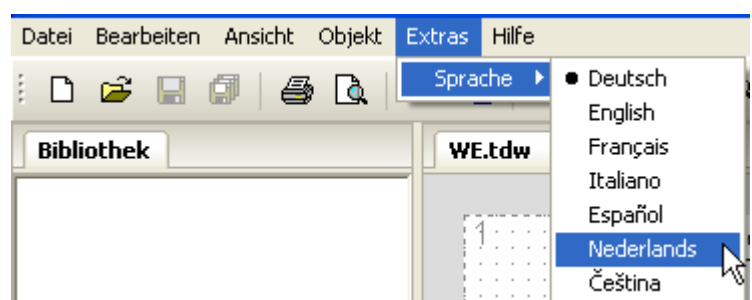 Datei Bearbeiten Ansicht Objekt Extras Hilfe
Sprache
Deutsch
English
Français
Italiano
Español
Nederlands
Čeština
Bibliothek
WE.tdw
1